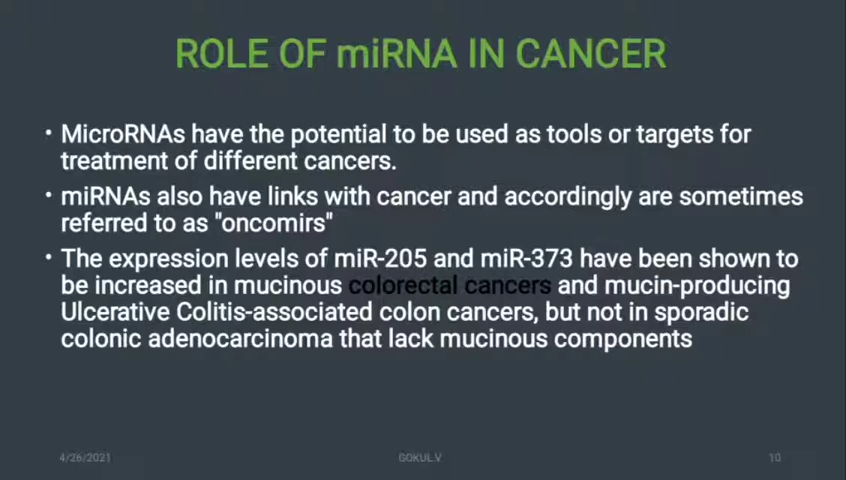 ROLE OF miRNA IN CANCER
• MicroRNAs have the potential to be used as tools or targets for
treatment of different cancers.
• miRNAs also have links with cancer and accordingly are sometimes
referred to as "oncomirs"
• The expression levels of miR-205 and miR-373 have been shown to
be increased in mucinous colorectal cancers and mucin-producing
Ulcerative Colitis-associated colon cancers, but not in sporadic
colonic adenocarcinoma that lack mucinous components
4/26/2021 GOKUL.V 10